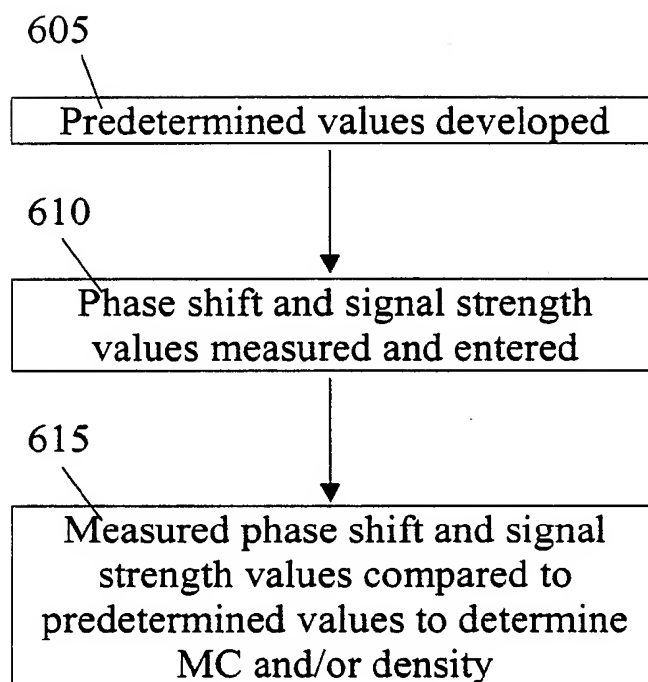 605
Predetermined values developed
610
Phase shift and signal strength
values measured and entered
615
Measured phase shift and signal
strength values compared to
predetermined values to determine
MC and/or density